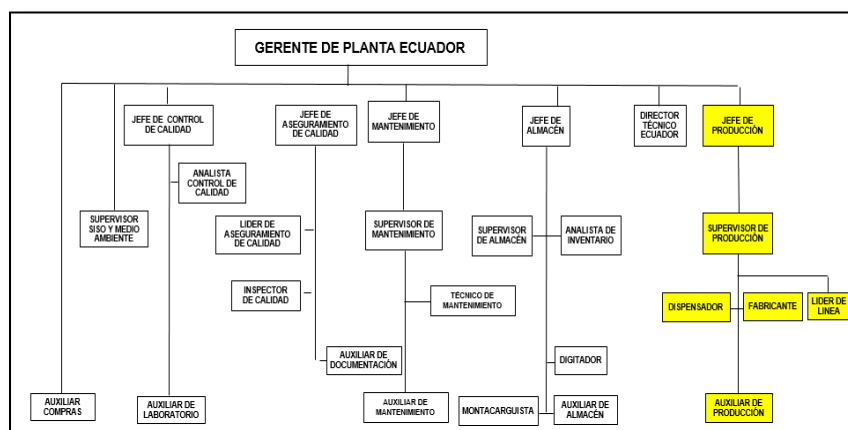 GERENTE DE PLANTA ECUADOR
JEFE DE CONTROL
DE CALIDAD
JEFE DE
ASEGURAMIENTO
DE CALIDAD
JEFE DE
MANTENIMIENTO
JEFE DE
ALMACÉN
DIRECTOR
TÉCNICO
ECUADOR
JEFE DE
PRODUCCIÒN
ANALISTA
CONTROL DE
CALIDAD
SUPERVISOR
SISO Y MEDIO
AMBIENTE
LIDER DE
ASEGURAMIENTO
DE CALIDAD
SUPERVISOR DE
MANTENIMIENTO
SUPERVISOR
DE ALMACÉN
ANALISTA DE
INVENTARIO
SUPERVISOR DE
PRODUCCIÒN
INSPECTOR
DE CALIDAD
TÉCNICO DE
MANTENIMIENTO
DISPENSADOR
FABRICANTE
LIDER DE
LINEA
AUXILIAR DE
DOCUMENTACIÓN
DIGITADOR
AUXILIAR
COMPRAS
AUXILIAR DE
LABORATORIO
AUXILIAR DE
MANTENIMIENTO
MONTACARGUISTA
AUXILIAR DE
ALMACÉN
AUXILIAR DE
PRODUCCIÒN